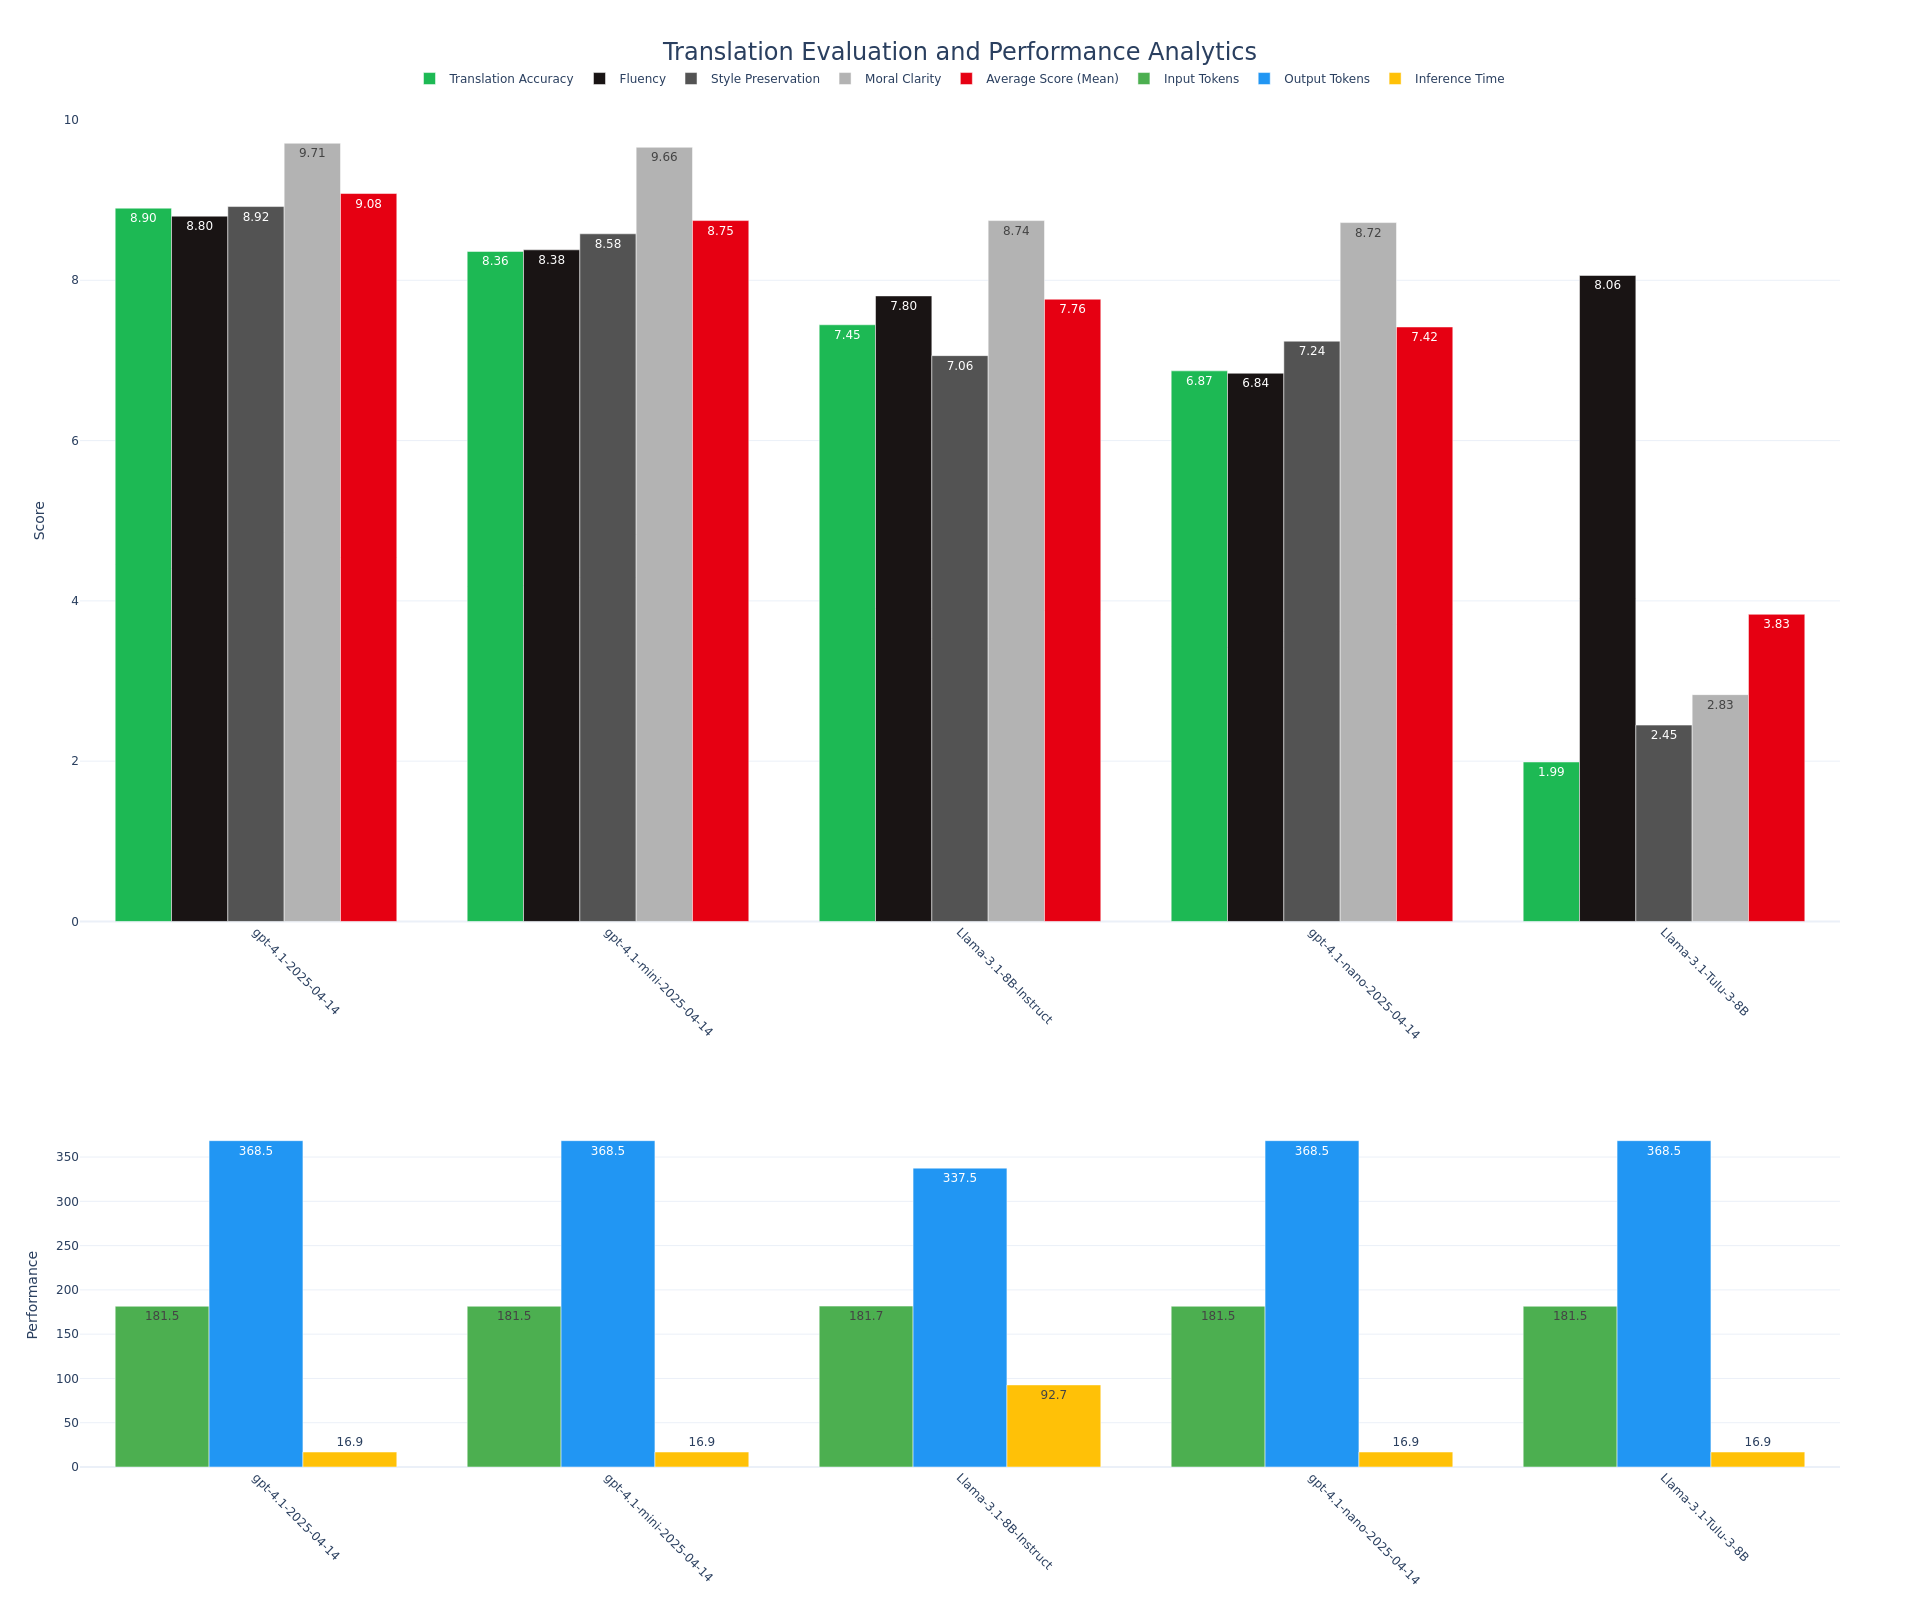 Translation Evaluation and Performance Analytics
Translation Accuracy Fluency Style Preservation Moral Clarity Average Score (Mean) Input Tokens Output Tokens Inference Time
10
8
6
4
2
0
Score
8.90 8.80 8.92 9.71 9.08
8.36 8.38 8.58 9.66 8.75
7.45 7.80 7.06 8.74 7.76
6.87 6.84 7.24 8.72 7.42
1.99 8.06 2.45 2.83 3.83
gpt-4.1-2025-04-14
gpt-4.1-mini-2025-04-14
Llama-3.1-8B-Instruct
gpt-4.1-nano-2025-04-14
Llama-3.1-Tulu-3-8B
350
300
250
200
150
100
50
0
Performance
181.5 368.5 16.9
181.5 368.5 16.9
181.7 337.5 92.7
181.5 368.5 16.9
181.5 368.5 16.9
gpt-4.1-2025-04-14
gpt-4.1-mini-2025-04-14
Llama-3.1-8B-Instruct
gpt-4.1-nano-2025-04-14
Llama-3.1-Tulu-3-8B